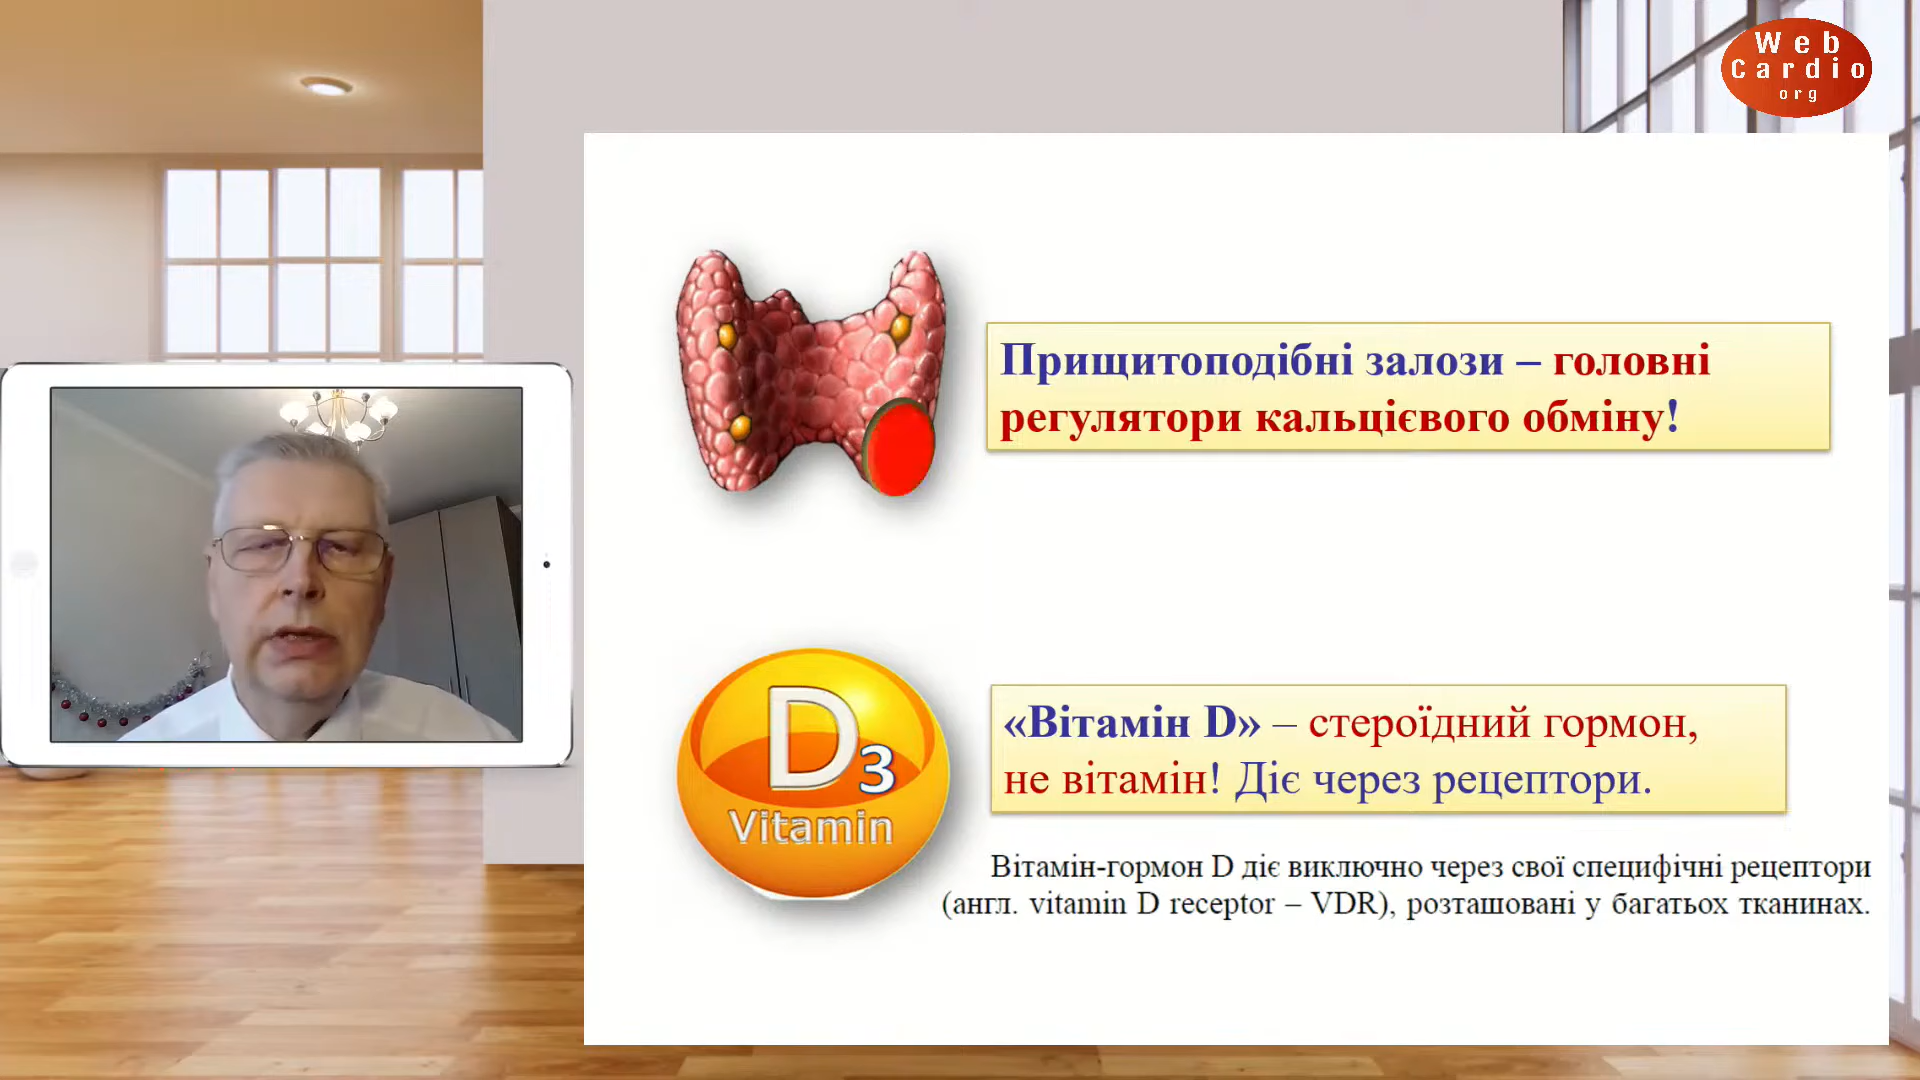 Web
Cardio
org
Прищитоподібні залози – головні
регулятори кальцієвого обміну!
D3
Vitamin
«Вітамін D» – стероїдний гормон,
не вітамін! Діє через рецептори.
Вітамін-гормон D діє виключно через свої специфічні рецептори
(англ. vitamin D receptor – VDR), розташовані у багатьох тканинах.